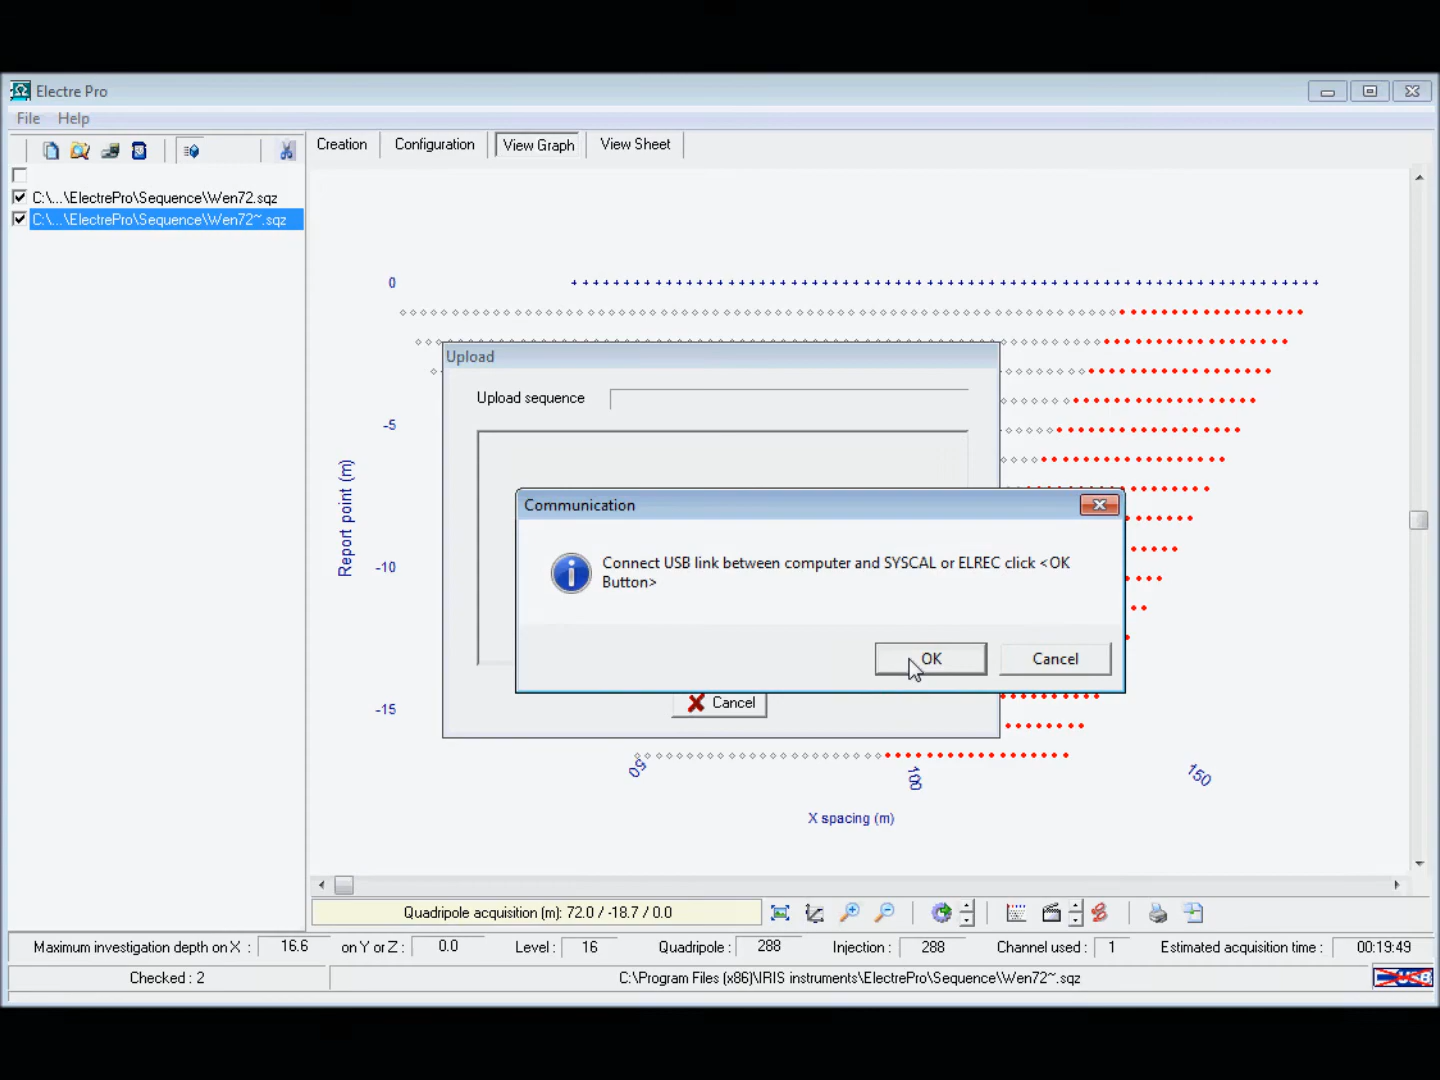 Electre Pro
File Help
Creation Configuration View Graph View Sheet
C:\...\ElectrePro\Sequence\Wen72.sqz
C:\...\ElectrePro\Sequence\Wen72~.sqz
0
-5
-10
-15
Report point (m)
50
100
150
X spacing (m)
Upload
Upload sequence
Cancel
Communication
Connect USB link between computer and SYSCAL or ELREC click <OK
Button>
OK Cancel
Quadripole acquisition (m): 72.0 / -18.7 / 0.0
Maximum investigation depth on X : 16.6 on Y or Z : 0.0 Level : 16 Quadripole : 288 Injection : 288 Channel used : 1 Estimated acquisition time : 00:19:49
Checked : 2 C:\Program Files (x86)\IRIS instruments\ElectrePro\Sequence\Wen72~.sqz USB